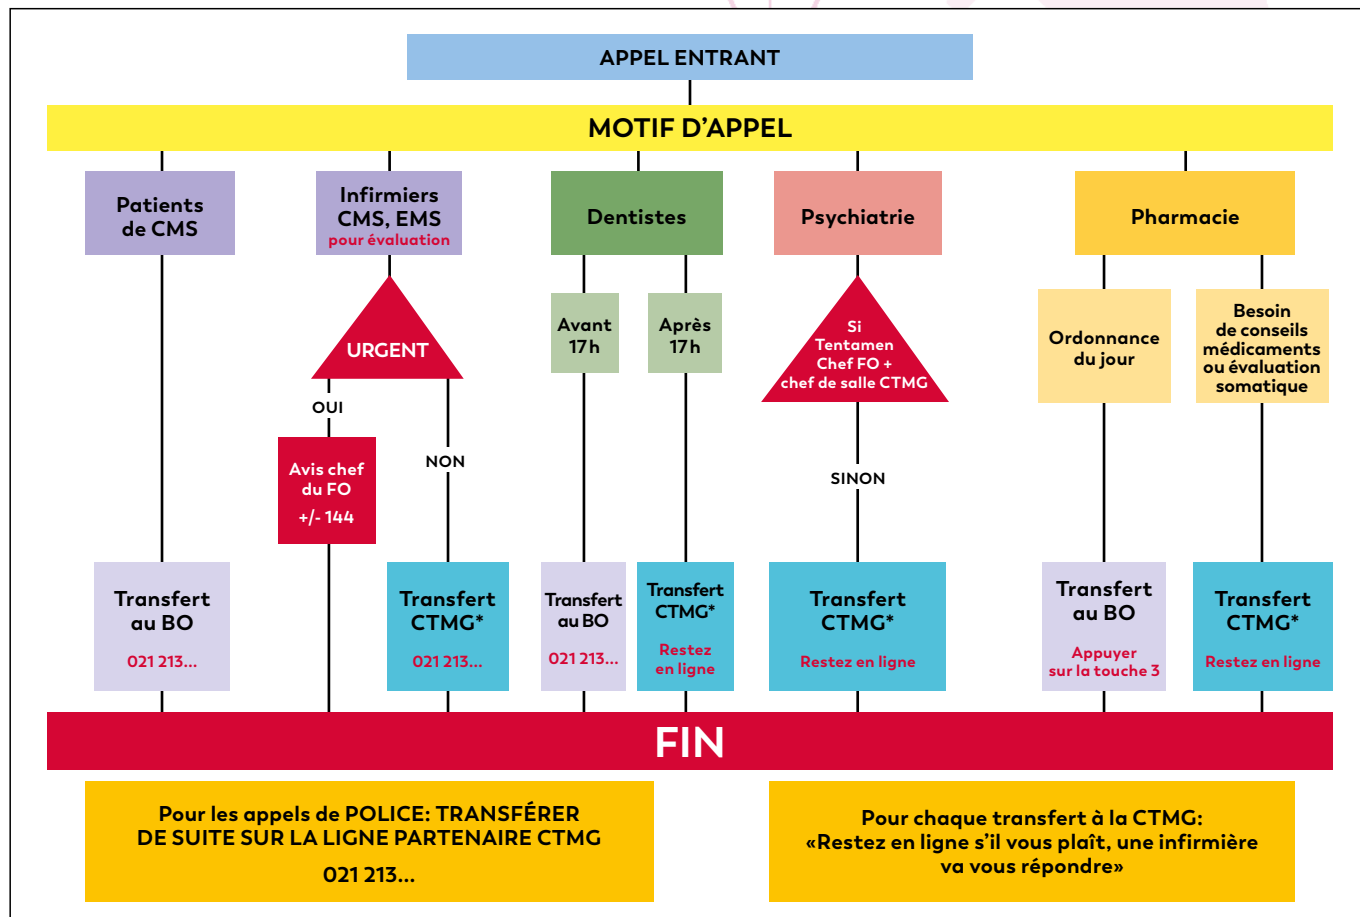 APPEL ENTRANT
MOTIF D'APPEL
Patients
de CMS
Infirmiers
CMS, EMS
pour évaluation
Dentistes
Psychiatrie
Pharmacie
URGENT
OUI
NON
Avis chef
du FO
+/- 144
Avant
17h
Après
17h
Si
Tentamen
Chef FO +
chef de salle CTMG
SINON
Ordonnance
du jour
Besoin
de conseils
médicaments
ou évaluation
somatique
Transfert
au BO
021 213...
Transfert
CTMG*
021 213...
Transfert
au BO
021 213...
Transfert
CTMG*
Restez
en ligne
Transfert
CTMG*
Restez en ligne
Transfert
au BO
Appuyer
sur la touche 3
Transfert
CTMG*
Restez en ligne
FIN
Pour les appels de POLICE: TRANSFÉRER
DE SUITE SUR LA LIGNE PARTENAIRE CTMG
021 213...
Pour chaque transfert à la CTMG:
«Restez en ligne s'il vous plaît, une infirmière
va vous répondre»